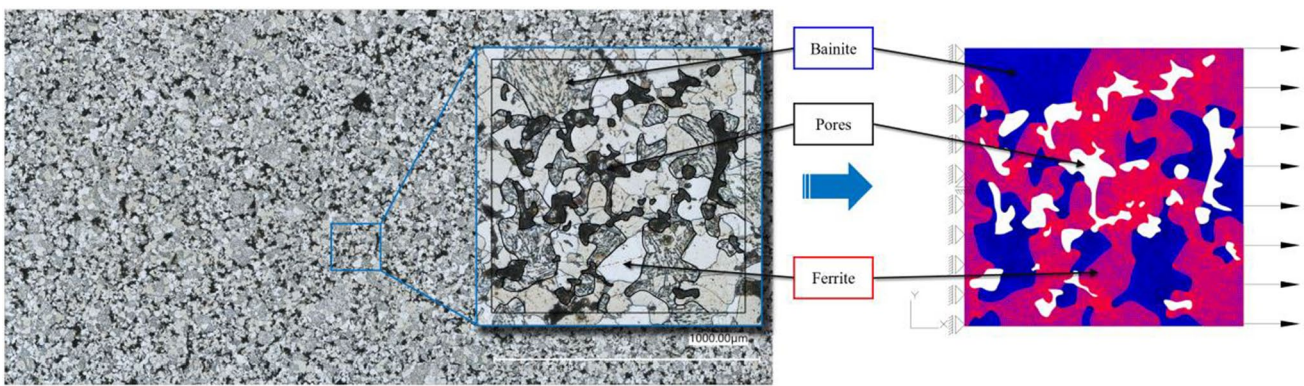 Bainite
Pores
Ferrite
1000.00µm
Y
X